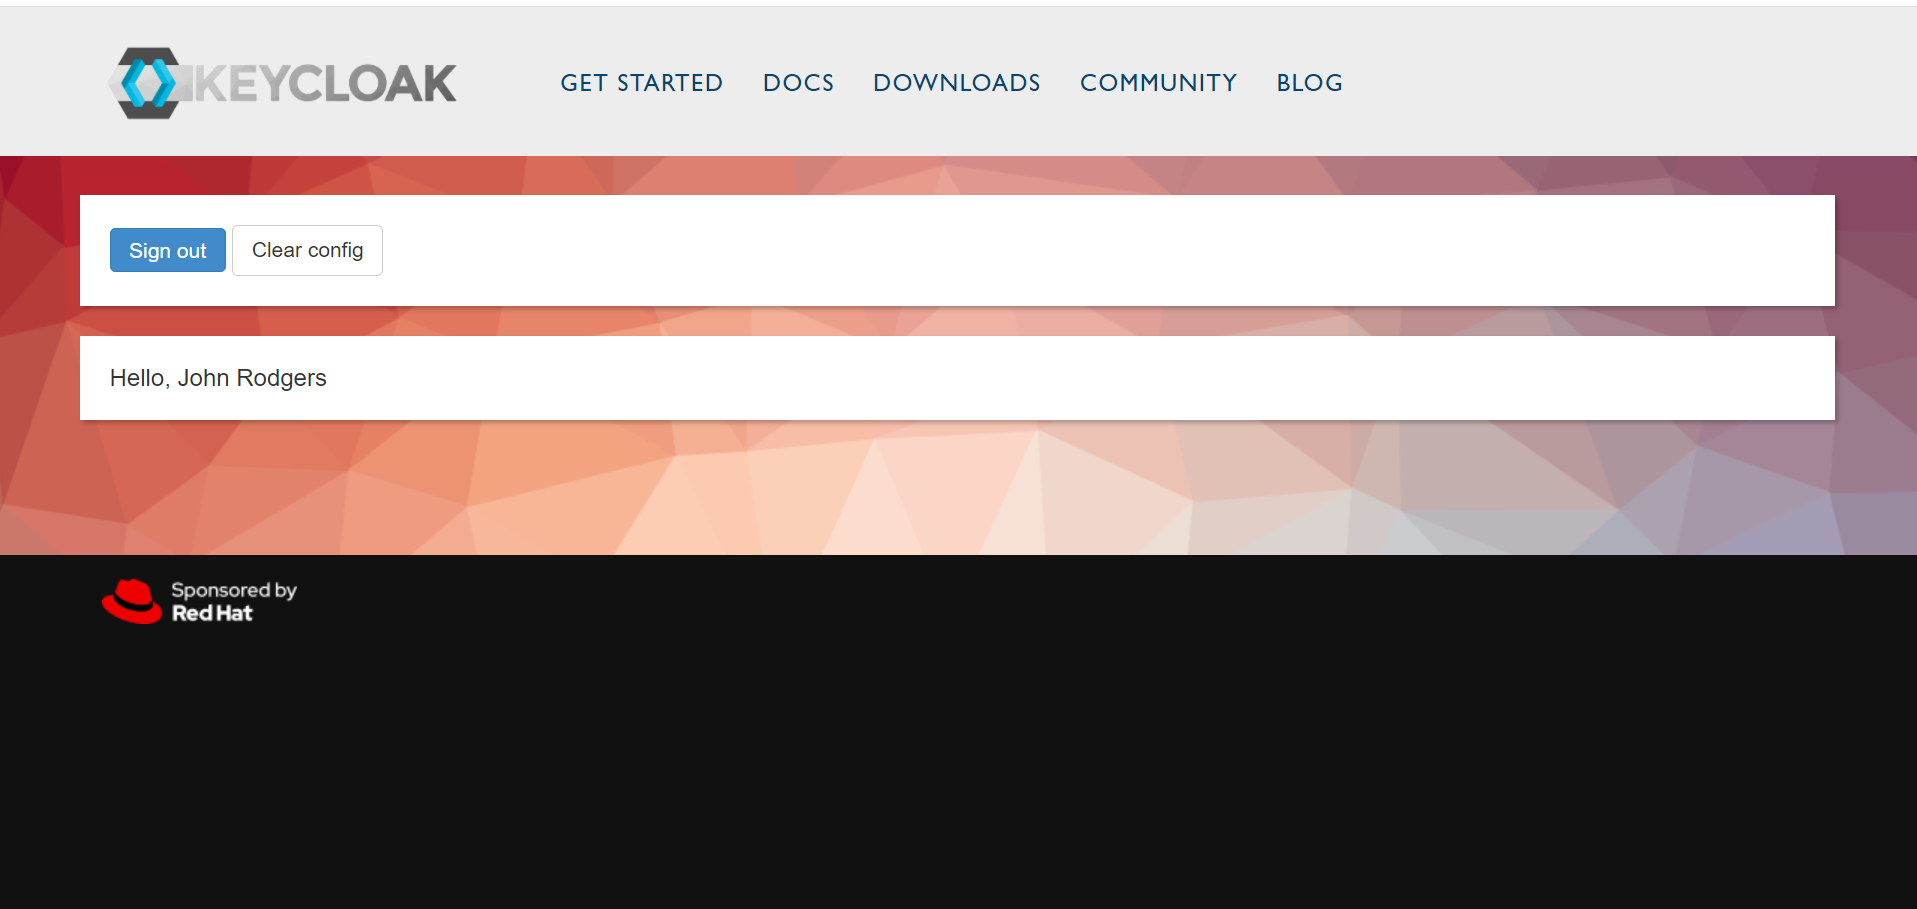 KEYCLOAK
GET STARTED DOCS DOWNLOADS COMMUNITY BLOG
Sign out Clear config
Hello, John Rodgers
Sponsored by
Red Hat